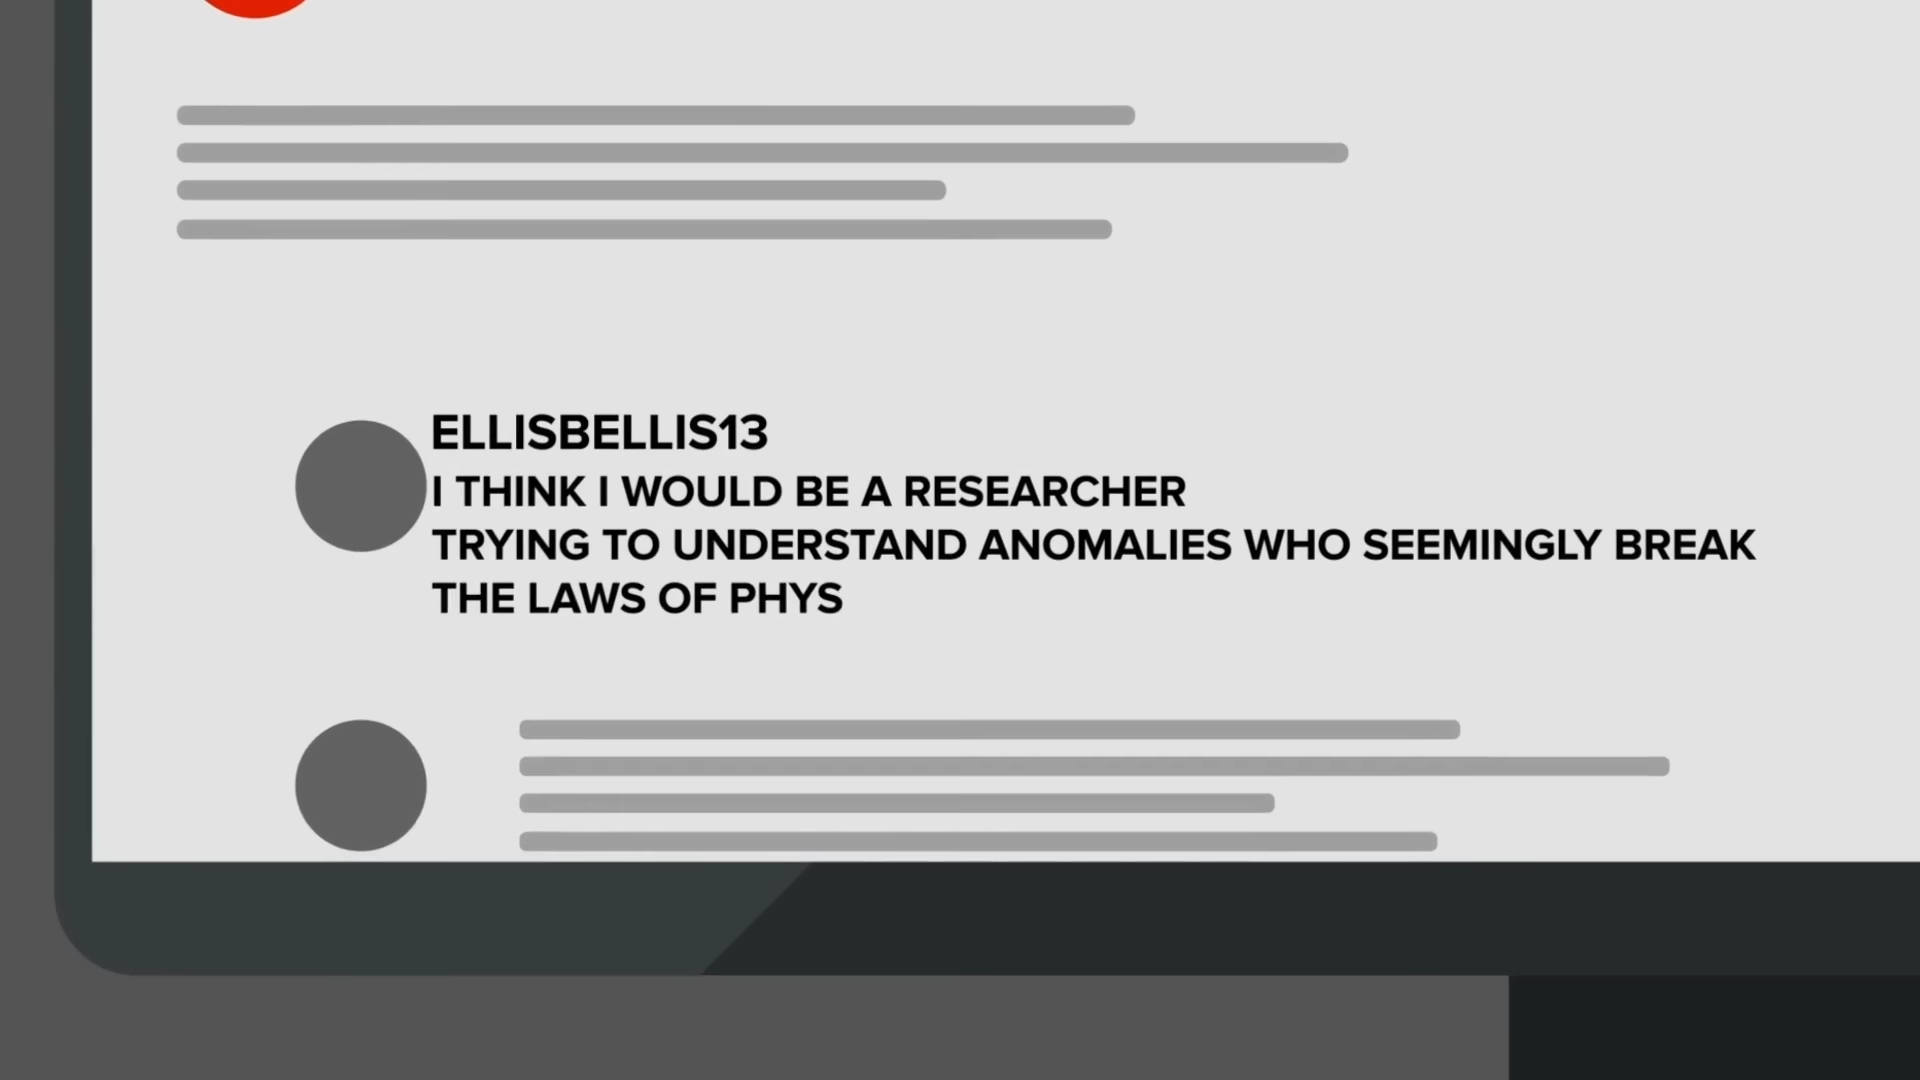 ELLISBELLIS13
I THINK I WOULD BE A RESEARCHER
TRYING TO UNDERSTAND ANOMALIES WHO SEEMINGLY BREAK
THE LAWS OF PHYS